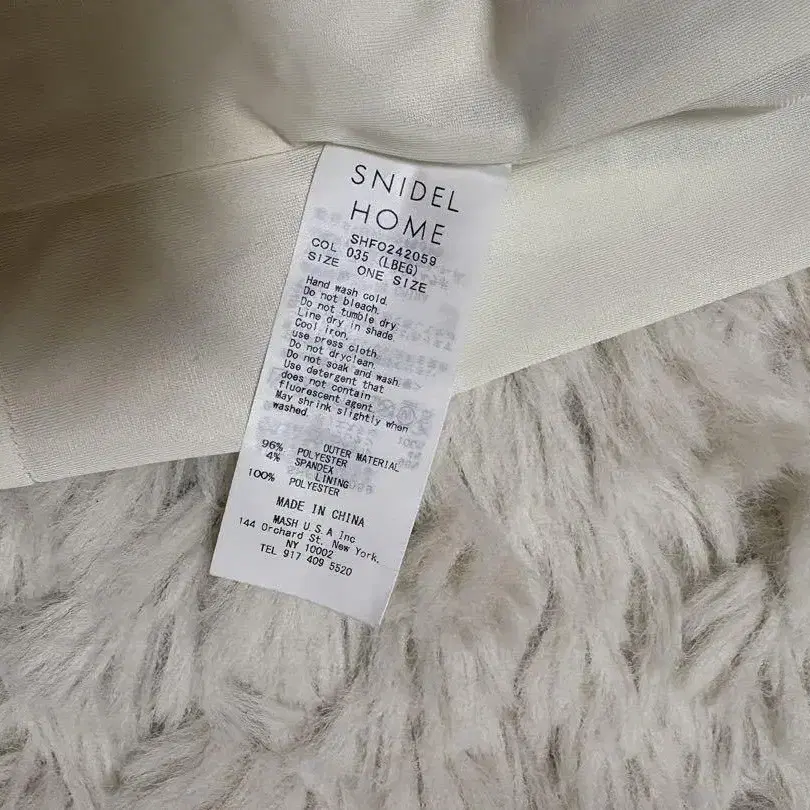 SNIDEL
HOME
SHFO242059
COL 035 (LBEG)
SIZE ONE SIZE
Hand wash cold.
Do not bleach.
Do not tumble dry
Line dry in shade.
Cool iron.
use press cloth.
Do not dryclean.
Do not soak and wash.
Use detergent that
does not contain
fluorescent agent.
May shrink slightly when
washed.
OUTER MATERIAL
96% POLYESTER
4% SPANDEX
LINING
100% POLYESTER
MADE IN CHINA
MASH U.S.A Inc
144 Orchard St. New York,
NY 10002
TEL 917 409 5520